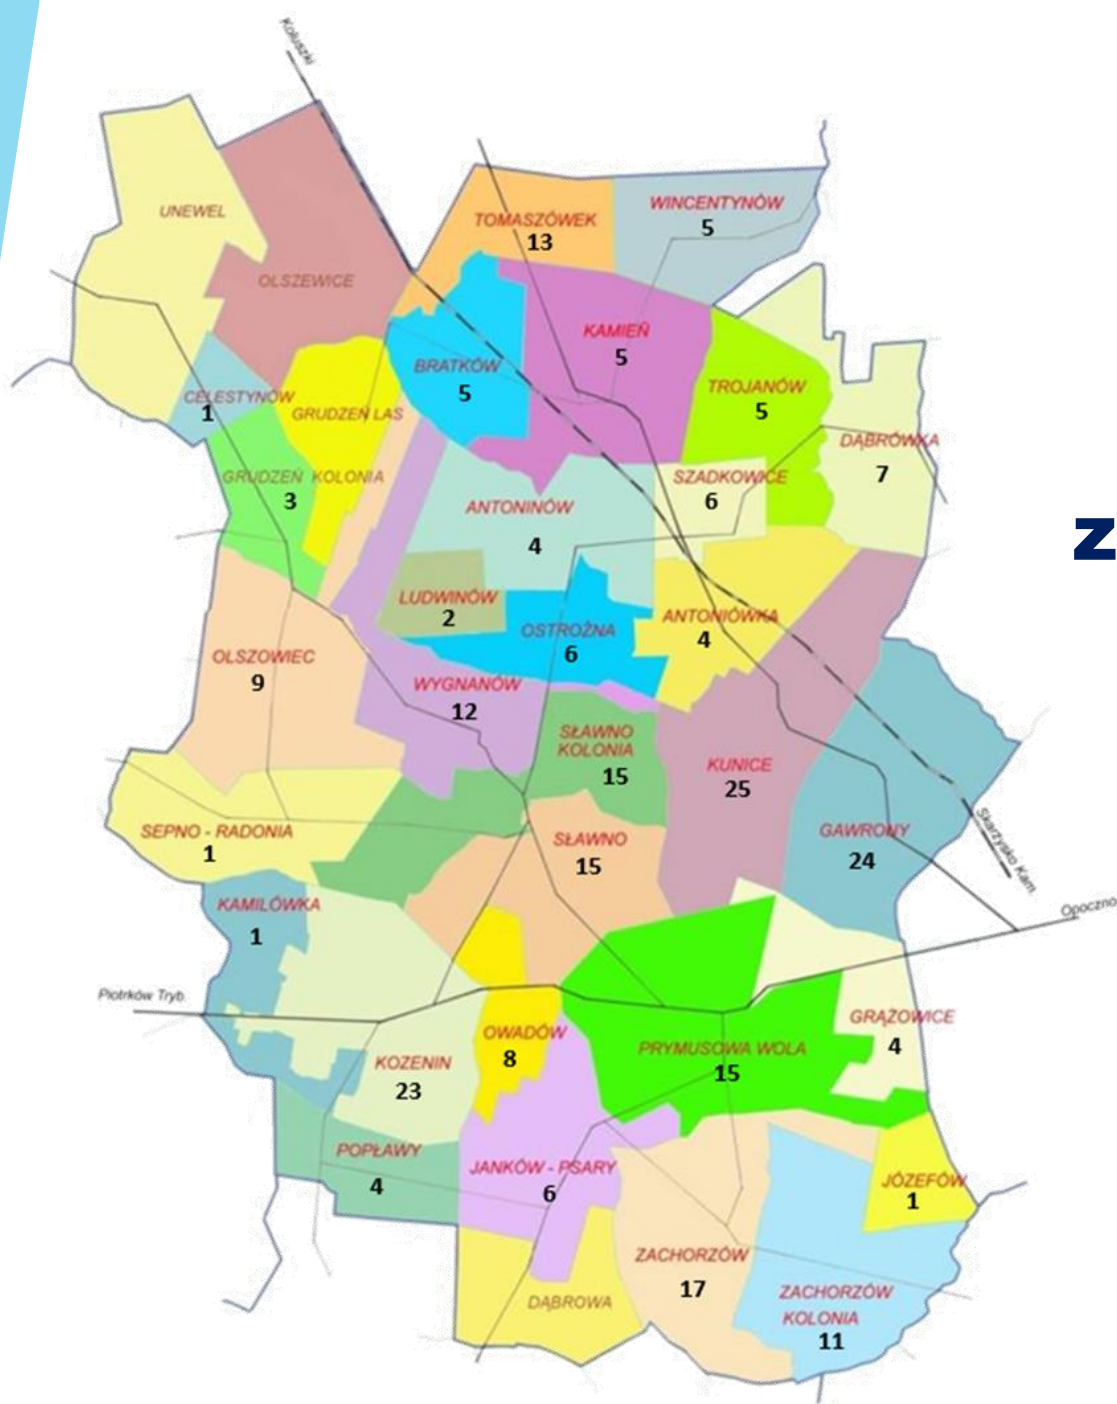 Koluszki
UNEWEL
TOMASZÓWEK
13
WINCENTYNÓW
5
OLSZEWICE
KAMIEŃ
5
BRATKÓW
5
TROJANÓW
5
CELESTYNÓW
1
GRUDZEŃ LAS
DĄBRÓWKA
7
GRUDZEŃ KOLONIA
3
SZADKOWICE
6
ANTONINÓW
4
z
LUDWINÓW
2
OSTROŻNA
6
ANTONIÓWKA
4
OLSZOWIEC
9
WYGNANÓW
12
SŁAWNO
KOLONIA
15
KUNICE
25
SEPNO - RADONIA
1
SŁAWNO
15
GAWRONY
24
Skarżysko Kam.
KAMILÓWKA
1
Opoczno
Piotrków Tryb.
OWADÓW
8
GRĄŻOWICE
4
KOZENIN
23
PRYMUSOWA WOLA
15
POPŁAWY
4
JANKÓW - PSARY
6
JÓZEFÓW
1
ZACHORZÓW
17
DĄBROWA
ZACHORZÓW
KOLONIA
11